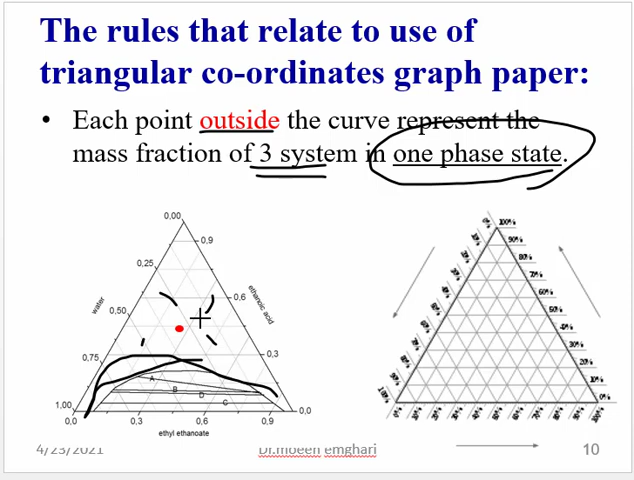 The rules that relate to use of
triangular co-ordinates graph paper:
• Each point outside the curve represent the
mass fraction of 3 system in one phase state.
0,00
0,9
0,25
0,6
0,50
water
ethanoic acid
0,75
0,3
1,00
0,0
A
B
D
C
0,0 0,3 0,6 0,9
ethyl ethanoate
0% 100%
90%
80%
70%
60%
50%
40%
30%
20%
10%
0%
4/23/2021 Dr.moeen emghari 10